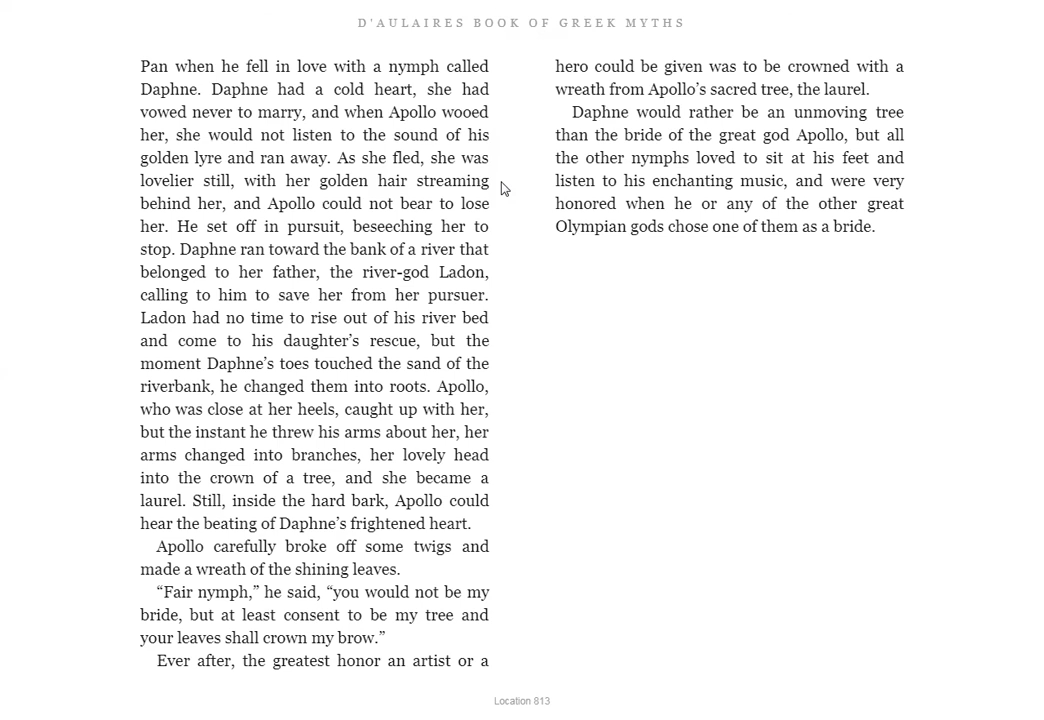 D'AULAIRES BOOK OF GREEK MYTHS
Pan when he fell in love with a nymph called
Daphne. Daphne had a cold heart, she had
vowed never to marry, and when Apollo wooed
her, she would not listen to the sound of his
golden lyre and ran away. As she fled, she was
lovelier still, with her golden hair streaming
behind her, and Apollo could not bear to lose
her. He set off in pursuit, beseeching her to
stop. Daphne ran toward the bank of a river that
belonged to her father, the river-god Ladon,
calling to him to save her from her pursuer.
Ladon had no time to rise out of his river bed
and come to his daughter’s rescue, but the
moment Daphne’s toes touched the sand of the
riverbank, he changed them into roots. Apollo,
who was close at her heels, caught up with her,
but the instant he threw his arms about her, her
arms changed into branches, her lovely head
into the crown of a tree, and she became a
laurel. Still, inside the hard bark, Apollo could
hear the beating of Daphne’s frightened heart.
Apollo carefully broke off some twigs and
made a wreath of the shining leaves.
“Fair nymph,” he said, “you would not be my
bride, but at least consent to be my tree and
your leaves shall crown my brow.”
Ever after, the greatest honor an artist or a
hero could be given was to be crowned with a
wreath from Apollo’s sacred tree, the laurel.
Daphne would rather be an unmoving tree
than the bride of the great god Apollo, but all
the other nymphs loved to sit at his feet and
listen to his enchanting music, and were very
honored when he or any of the other great
Olympian gods chose one of them as a bride.
Location 813